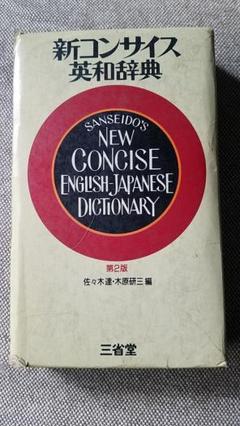 新コンサイス
英和辞典
SANSEIDO'S
NEW
CONCISE
ENGLISH-JAPANESE
DICTIONARY
第2版
佐々木達・木原研三 編
三省堂